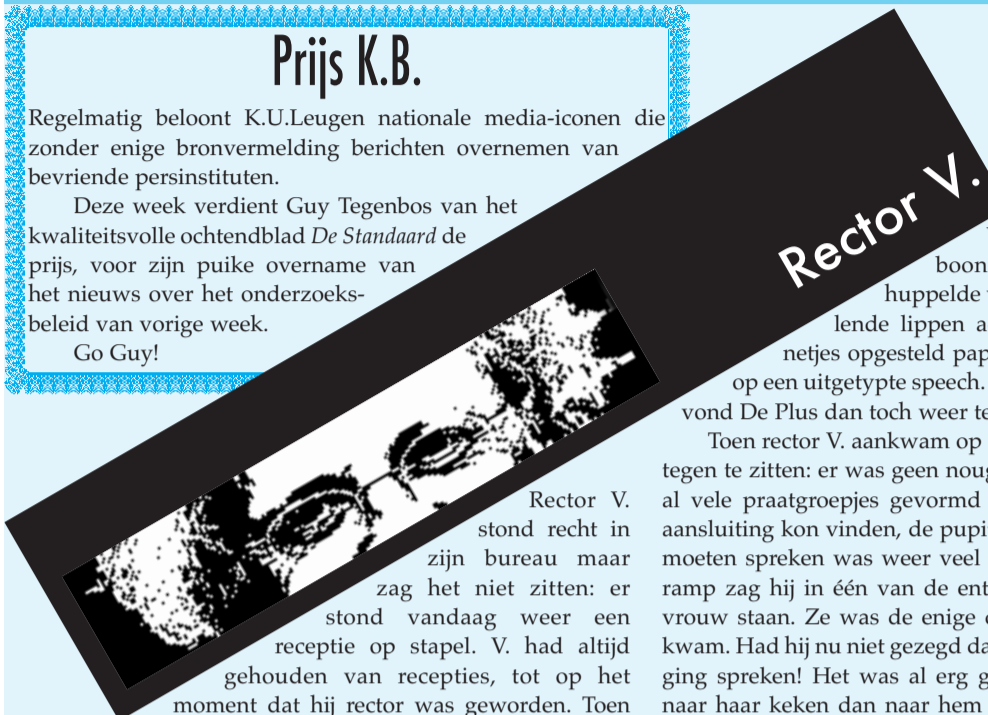 Prijs K.B.
Regelmatig beloont K.U.Leugen nationale media-iconen die
zonder enige bronvermelding berichten overnemen van
bevriende persinstituten.
Deze week verdient Guy Tegenbos van het
kwaliteitsvolle ochtendblad De Standaard de
prijs, voor zijn puike overname van
het nieuws over het onderzoeks-
beleid van vorige week.
Go Guy!
Rector V.
Rector V.
stond recht in
zijn bureau maar
zag het niet zitten: er
stond vandaag weer een
receptie op stapel. V. had altijd
gehouden van recepties, tot op het
moment dat hij rector was geworden. Toen
boon
huppelde
lende lippen a
netjes opgesteld pap
op een uitgetypte speech.
vond De Plus dan toch weer te
Toen rector V. aankwam op
tegen te zitten: er was geen noug
al vele praatgroepjes gevormd
aansluiting kon vinden, de pupi
moeten spreken was weer veel
ramp zag hij in één van de ent
vrouw staan. Ze was de enige
kwam. Had hij nu niet gezegd da
ging spreken! Het was al erg g
naar haar keken dan naar hem